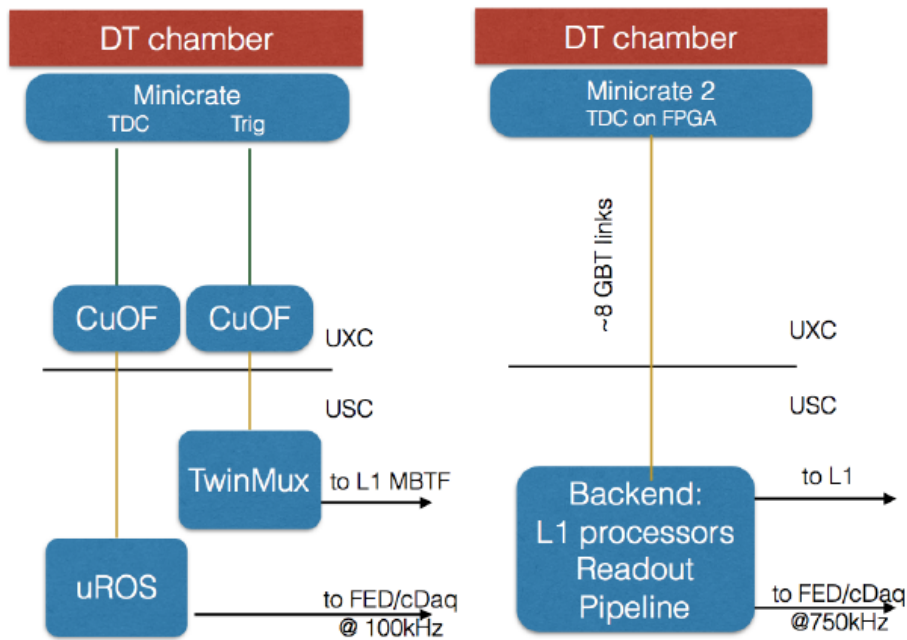 DT chamber
Minicrate
TDC Trig
CuOF CuOF
UXC
USC
TwinMux
to L1 MBTF
uROS
to FED/cDaq
@ 100kHz
DT chamber
Minicrate 2
TDC on FPGA
~8 GBT links
UXC
USC
Backend:
L1 processors
Readout
Pipeline
to L1
to FED/cDaq
@750kHz